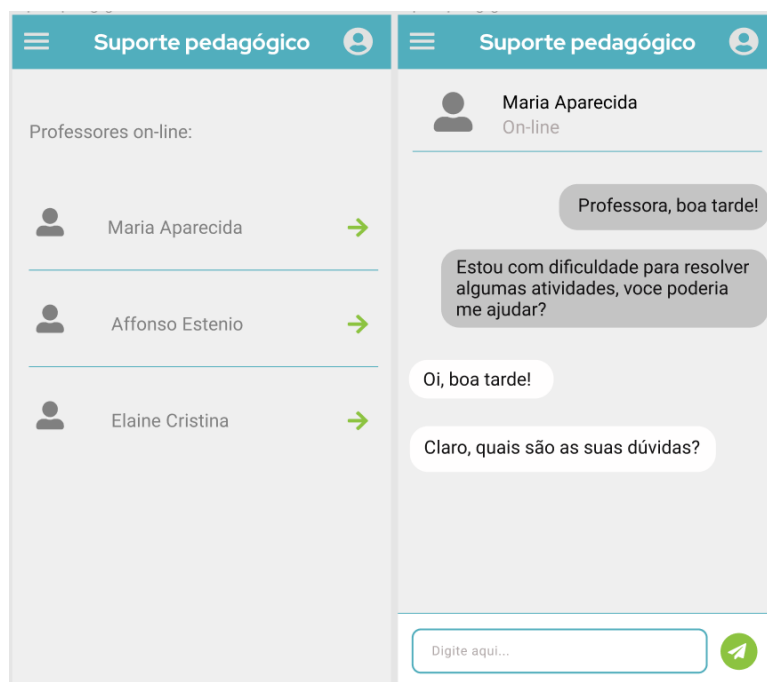 Suporte pedagógico
Professores on-line:
Maria Aparecida
Affonso Estenio
Elaine Cristina
Suporte pedagógico
Maria Aparecida
On-line
Professora, boa tarde!
Estou com dificuldade para resolver
algumas atividades, voce poderia
me ajudar?
Oi, boa tarde!
Claro, quais são as suas dúvidas?
Digite aqui...